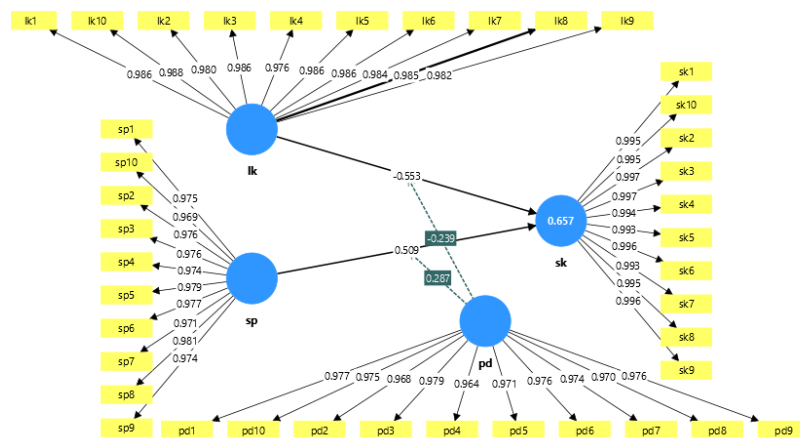 lk1 lk10 lk2 lk3 lk4 lk5 lk6 lk7 lk8 lk9
0.986 0.988 0.980 0.986 0.976 0.986 0.986 0.984 0.985 0.982
lk
sp1
sp10
sp2
sp3
sp4
sp5
sp6
sp7
sp8
sp9
0.975
0.969
0.976
0.976
0.974
0.979
0.977
0.971
0.981
0.974
sp
-0.553
0.509
-0.239
0.287
0.657
sk
0.995
0.995
0.997
0.997
0.994
0.993
0.996
0.993
0.995
0.996
sk1
sk10
sk2
sk3
sk4
sk5
sk6
sk7
sk8
sk9
pd
0.977 0.975 0.968 0.979 0.964 0.971 0.976 0.974 0.970 0.976
pd1 pd10 pd2 pd3 pd4 pd5 pd6 pd7 pd8 pd9